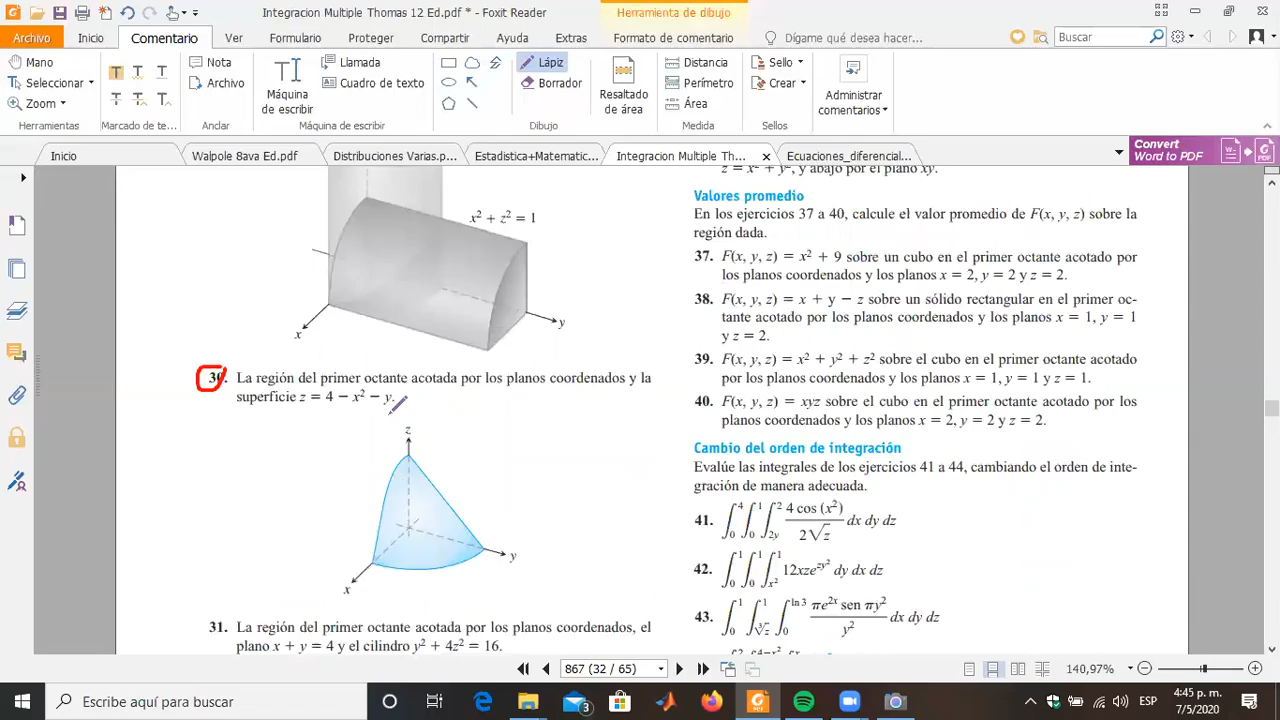 Integracion Multiple Thomas 12 Ed.pdf * - Foxit Reader
Herramienta de dibujo
Archivo
Inicio
Comentario
Ver
Formulario
Proteger
Compartir
Ayuda
Extras
Formato de comentario
Dígame qué desea hacer...
Buscar
Mano
Seleccionar
Zoom
Herramientas
T T T
T T T
Marcado de te...
Nota
Archivo
Anclar
Máquina
de escribir
Llamada
Cuadro de texto
Máquina de escribir
Lápiz
Borrador
Dibujo
Resaltado
de área
Distancia
Perímetro
Área
Medida
Sello
Crear
Sellos
Administrar
comentarios
Inicio
Walpole 8ava Ed.pdf
Distribuciones Varias.p...
Estadistica+Matematic...
Integracion Multiple Th...
Ecuaciones_diferencial...
Convert
Word to PDF
x² + z² = 1
x
y
30. La región del primer octante acotada por los planos coordenados y la
superficie z = 4 − x² − y.
z
y
x
31. La región del primer octante acotada por los planos coordenados, el
plano x + y = 4 y el cilindro y² + 4z² = 16.
z = x² + y², y abajo por el plano xy.
Valores promedio
En los ejercicios 37 a 40, calcule el valor promedio de F(x, y, z) sobre la
región dada.
37. F(x, y, z) = x² + 9 sobre un cubo en el primer octante acotado por
los planos coordenados y los planos x = 2, y = 2 y z = 2.
38. F(x, y, z) = x + y − z sobre un sólido rectangular en el primer oc-
tante acotado por los planos coordenados y los planos x = 1, y = 1
y z = 2.
39. F(x, y, z) = x² + y² + z² sobre el cubo en el primer octante acotado
por los planos coordenados y los planos x = 1, y = 1 y z = 1.
40. F(x, y, z) = xyz sobre el cubo en el primer octante acotado por los
planos coordenados y los planos x = 2, y = 2 y z = 2.
Cambio del orden de integración
Evalúe las integrales de los ejercicios 41 a 44, cambiando el orden de inte-
gración de manera adecuada.
41. ∫₀⁴ ∫₀¹ ∫₂ᵧ² 4 cos (x²) / 2√z dx dy dz
42. ∫₀¹ ∫₀¹ ∫ₓ²¹ 12xze^(zy²) dy dx dz
43. ∫₀¹ ∫∛z¹ ∫₀^(ln 3) πe²ˣ sen πy² / y² dx dy dz
867 (32 / 65)
140,97%
Escribe aquí para buscar
3
ESP
4:45 p. m.
7/5/2020